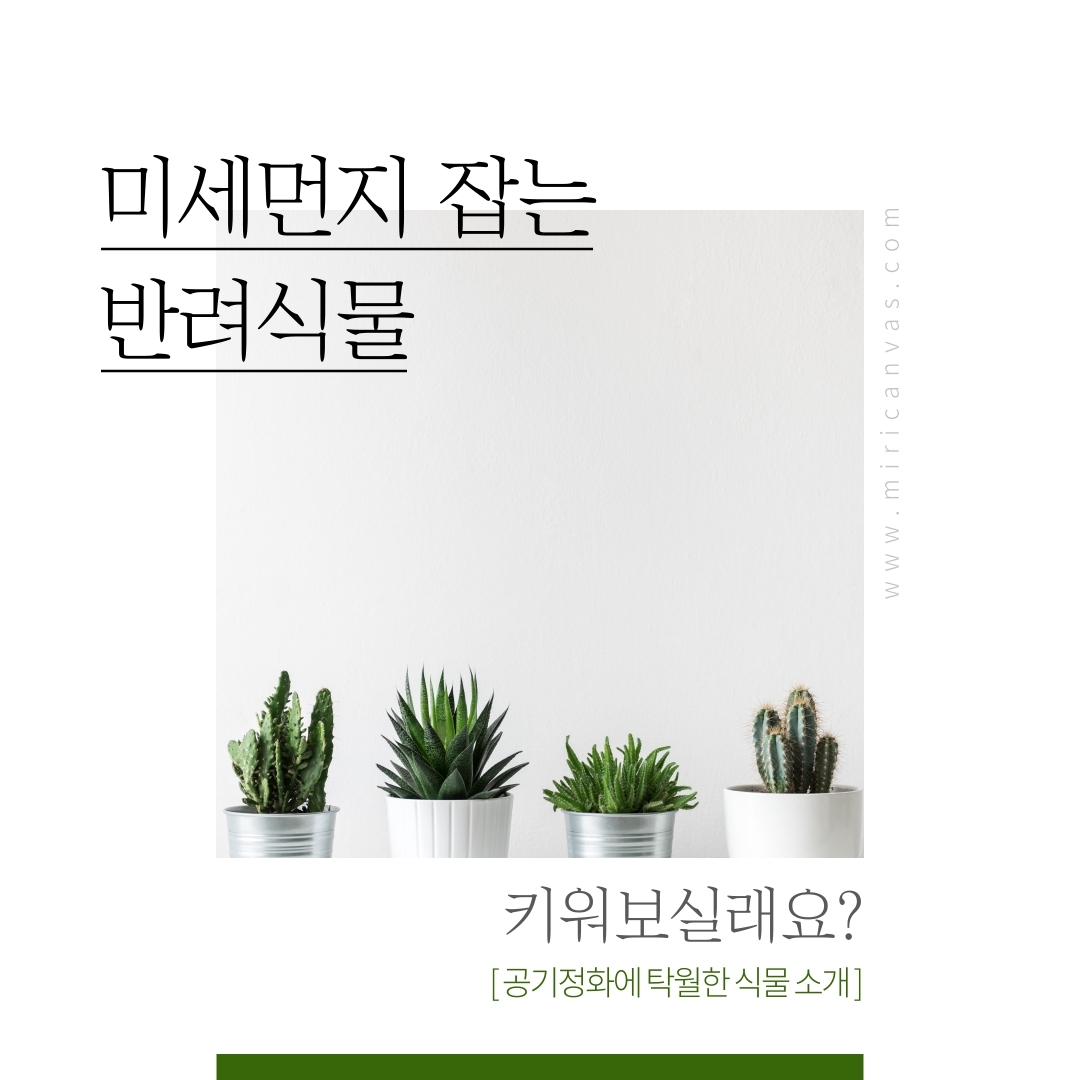 미세먼지 잡는
반려식물
www.miricanvas.com
키워보실래요?
[ 공기정화에 탁월한 식물 소개 ]